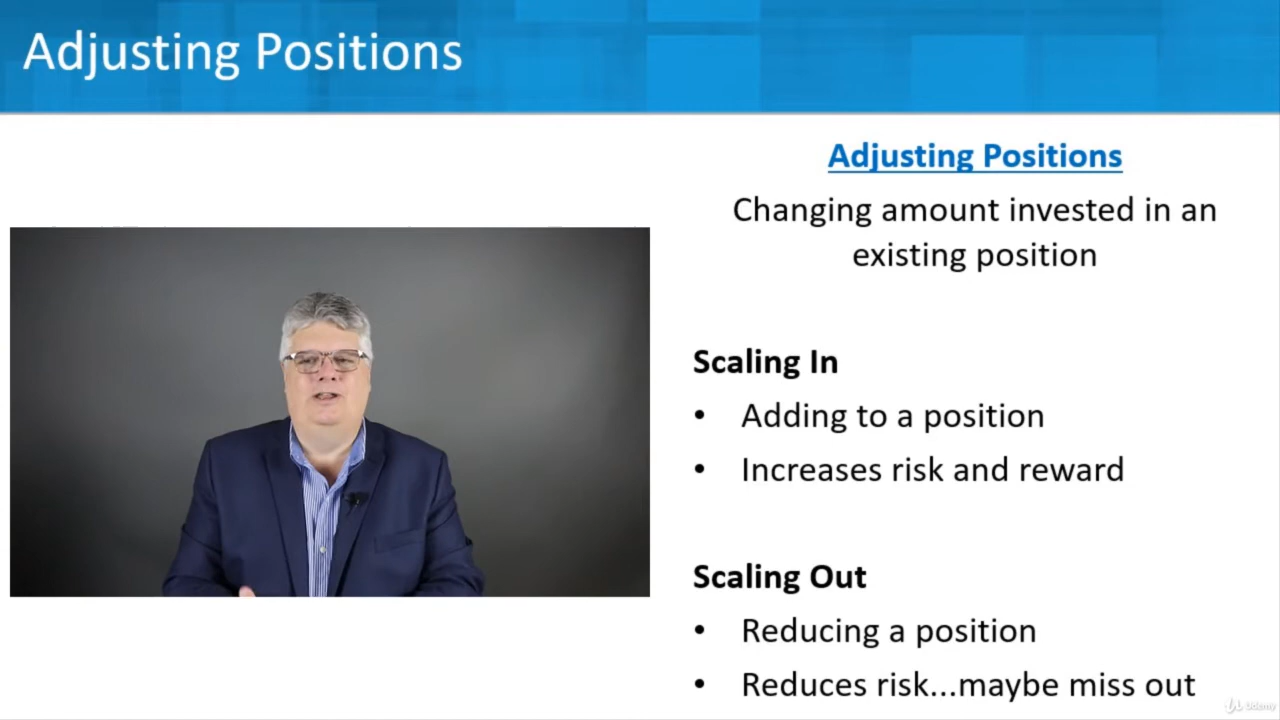 Adjusting Positions
Adjusting Positions
Changing amount invested in an
existing position
Scaling In
• Adding to a position
• Increases risk and reward
Scaling Out
• Reducing a position
• Reduces risk...maybe miss out
Udemy